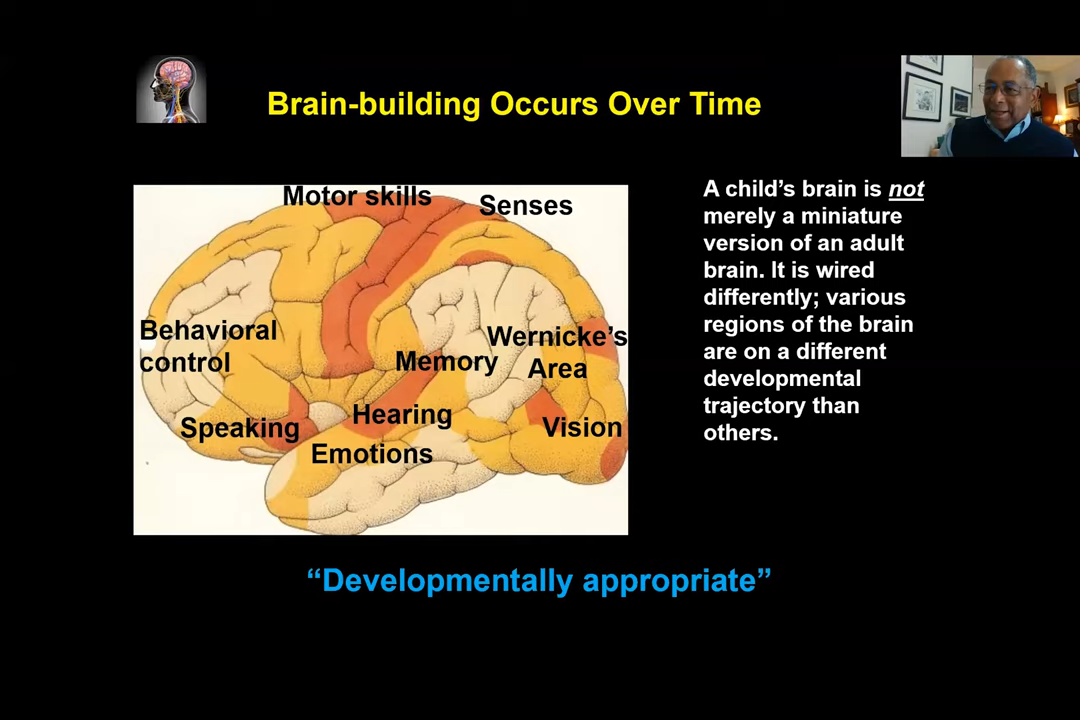 Brain-building Occurs Over Time
Motor skills
Senses
Behavioral
control
Wernicke's
Area
Memory
Hearing
Speaking
Vision
Emotions
A child's brain is not
merely a miniature
version of an adult
brain. It is wired
differently; various
regions of the brain
are on a different
developmental
trajectory than
others.
“Developmentally appropriate”